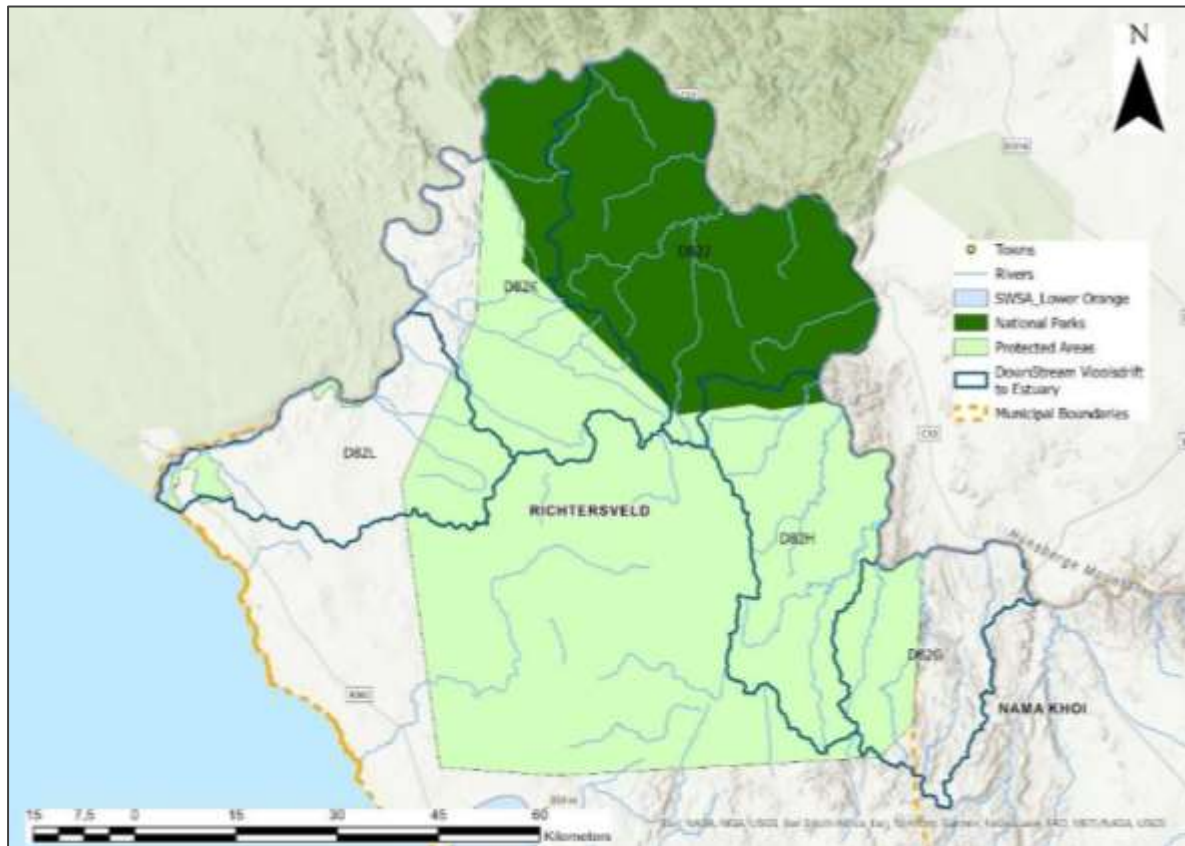 N
D82J
D82K
D82L
RICHTERSVELD
D82H
D82G
NAMA KHOI
Towns
Rivers
SWSA_Lower Orange
National Parks
Protected Areas
DownStream Vioolsdrift
to Estuary
Municipal Boundaries
15 7,5 0 15 30 45 60
Kilometers